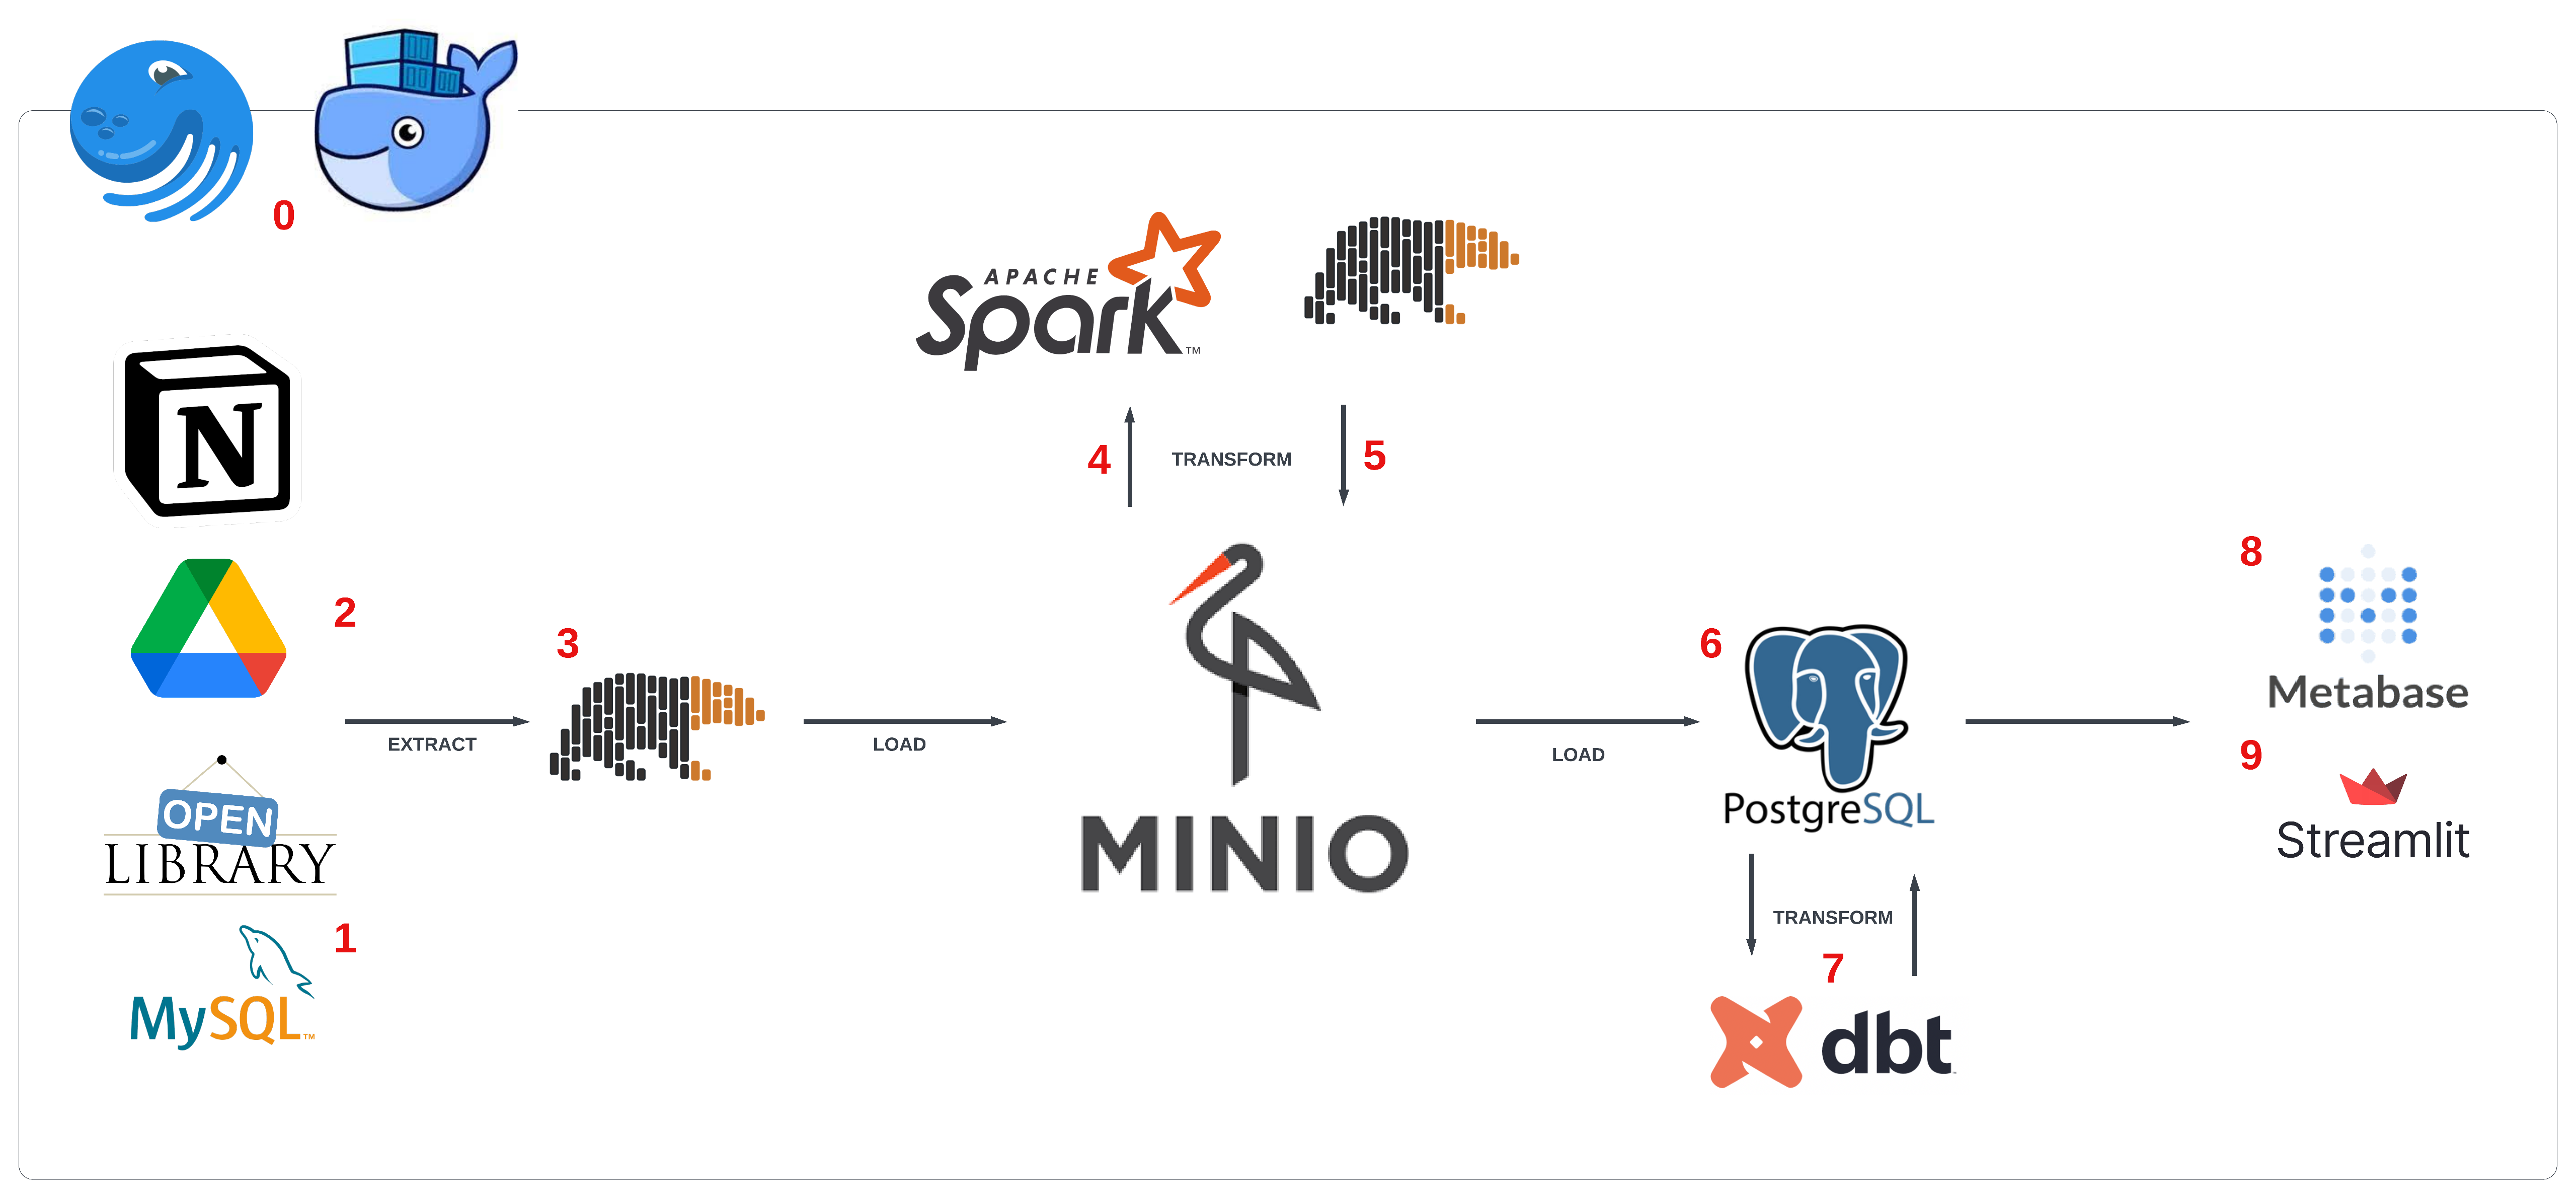 0
APACHE
Spark™
N
4
TRANSFORM
5
2
3
EXTRACT
LOAD
OPEN
LIBRARY
1
MySQL™
MINIO
LOAD
6
PostgreSQL
TRANSFORM
7
dbt
8
Metabase
9
Streamlit